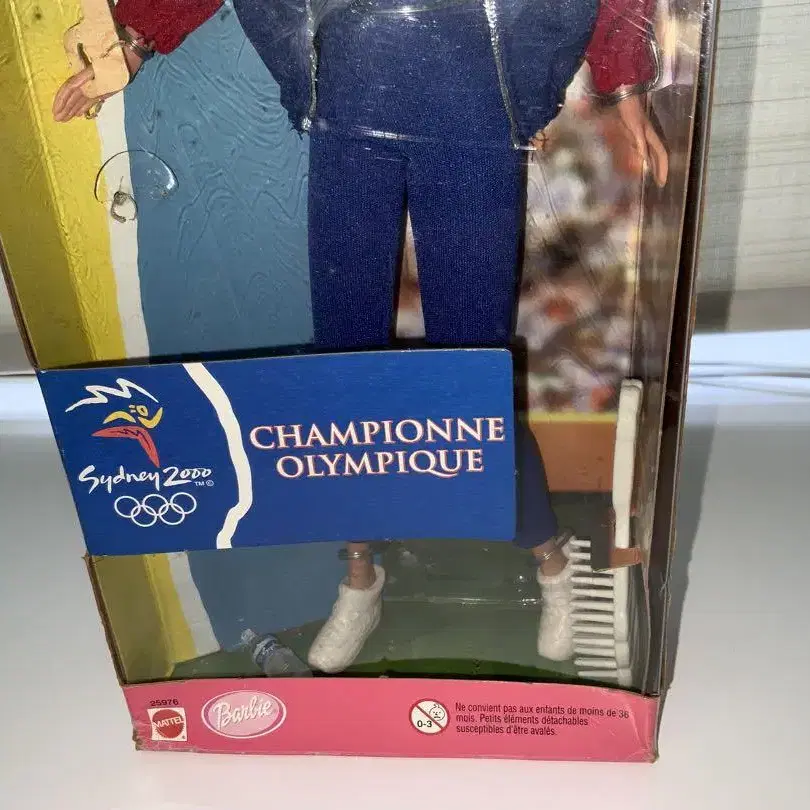 Sydney 2000
TM ©
CHAMPIONNE
OLYMPIQUE
25976
MATTEL
Barbie
0-3
Ne convient pas aux enfants de moins de 36
mois. Petits éléments détachables
susceptibles d'être avalés.